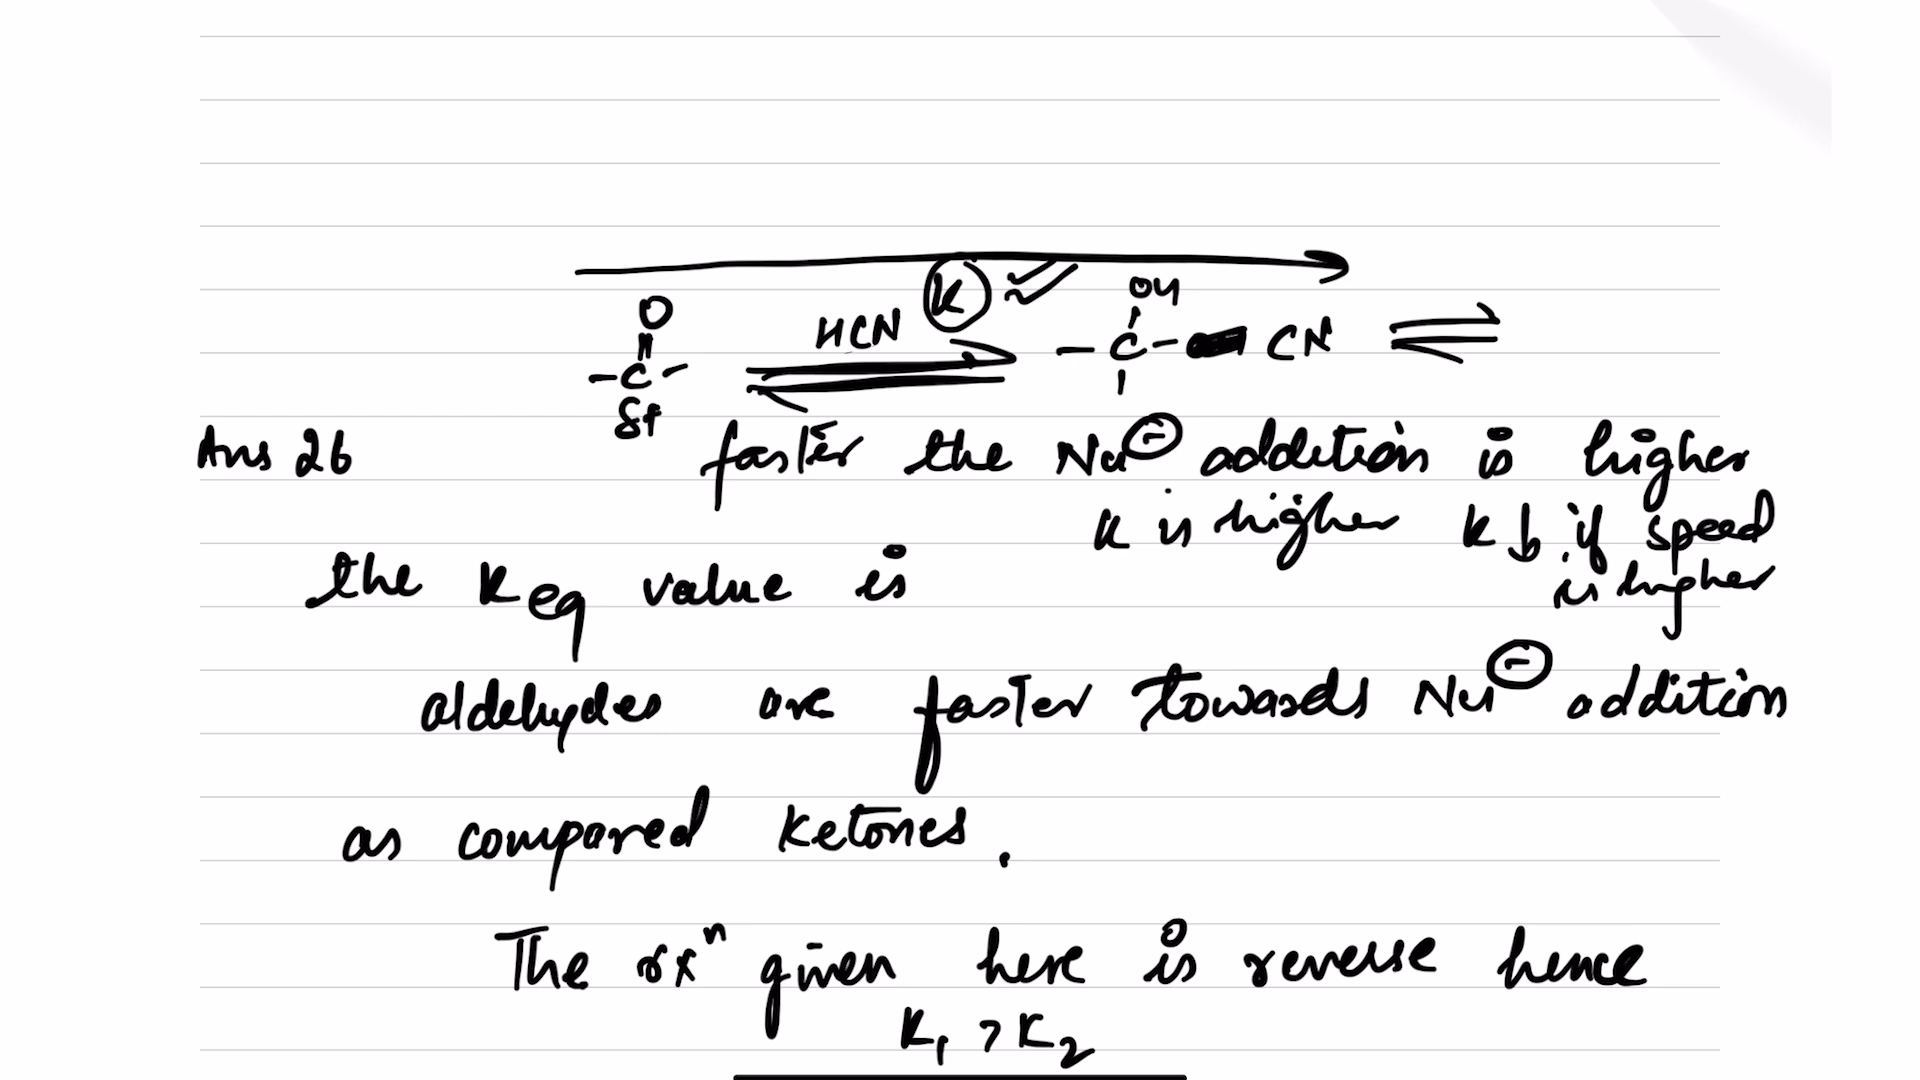 O
HCN K
OH
- C - - C - CN
δ+
Ans 26 faster the Nu⊖ addition is higher
K is higher K ↓ if speed
is higher
the Keq value is
aldehydes are faster towards Nu⊖ addition
as compared ketones.
The rxⁿ given here is reverse hence
K₁ > K₂